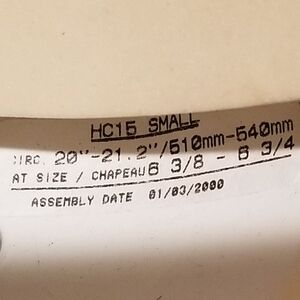 HC15 SMALL
IRC. 20"-21.2"/510mm-540mm
AT SIZE / CHAPEAU 6 3/8 - 6 3/4
ASSEMBLY DATE 01/03/2000